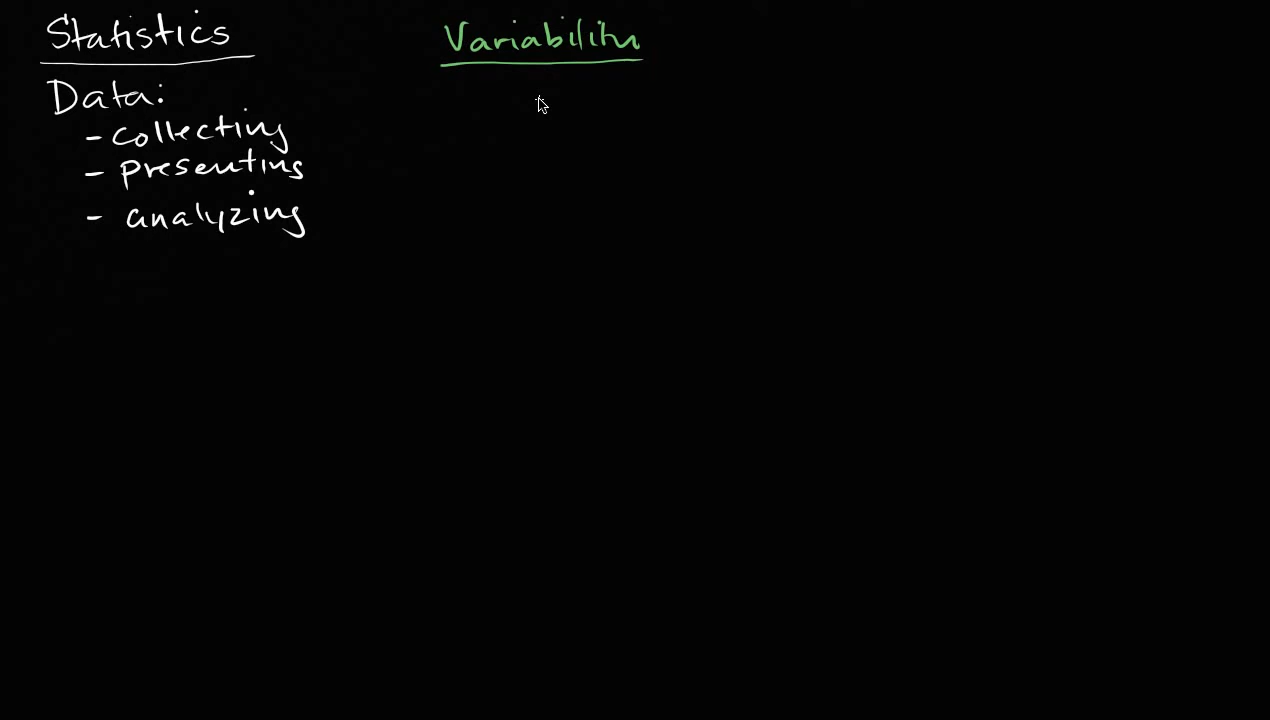 Statistics
Variability
Data:
- collecting
- presenting
- analyzing